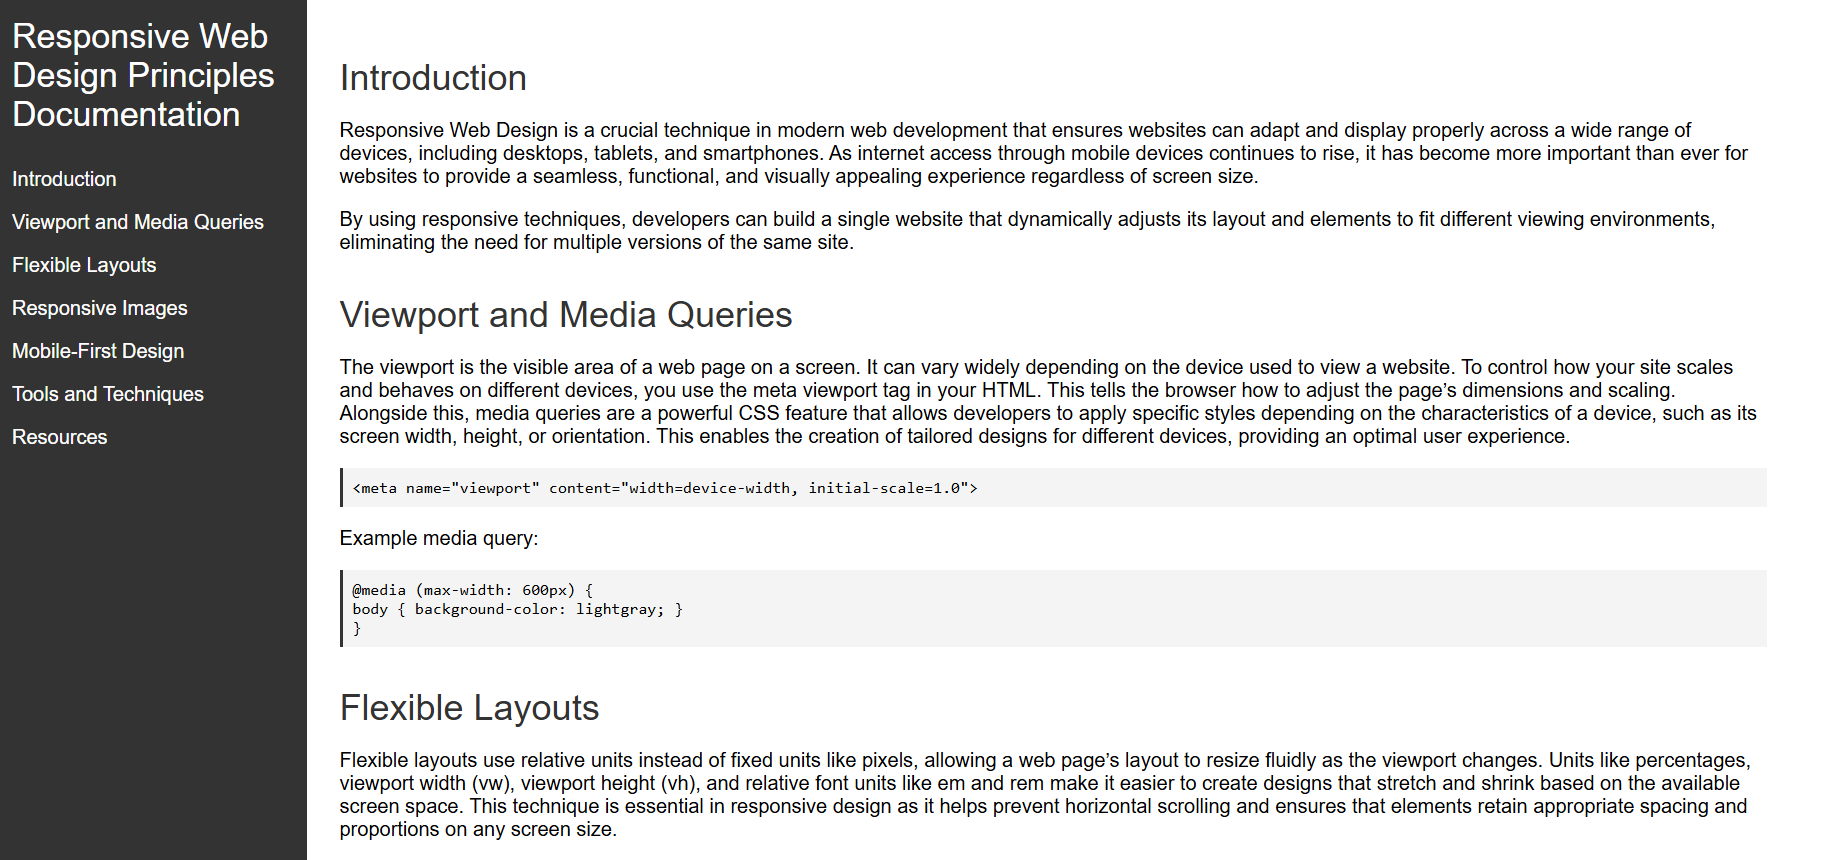 Responsive Web
Design Principles
Documentation
Introduction
Viewport and Media Queries
Flexible Layouts
Responsive Images
Mobile-First Design
Tools and Techniques
Resources
Introduction
Responsive Web Design is a crucial technique in modern web development that ensures websites can adapt and display properly across a wide range of
devices, including desktops, tablets, and smartphones. As internet access through mobile devices continues to rise, it has become more important than ever for
websites to provide a seamless, functional, and visually appealing experience regardless of screen size.
By using responsive techniques, developers can build a single website that dynamically adjusts its layout and elements to fit different viewing environments,
eliminating the need for multiple versions of the same site.
Viewport and Media Queries
The viewport is the visible area of a web page on a screen. It can vary widely depending on the device used to view a website. To control how your site scales
and behaves on different devices, you use the meta viewport tag in your HTML. This tells the browser how to adjust the page’s dimensions and scaling.
Alongside this, media queries are a powerful CSS feature that allows developers to apply specific styles depending on the characteristics of a device, such as its
screen width, height, or orientation. This enables the creation of tailored designs for different devices, providing an optimal user experience.
<meta name="viewport" content="width=device-width, initial-scale=1.0">
Example media query:
@media (max-width: 600px) {
body { background-color: lightgray; }
}
Flexible Layouts
Flexible layouts use relative units instead of fixed units like pixels, allowing a web page’s layout to resize fluidly as the viewport changes. Units like percentages,
viewport width (vw), viewport height (vh), and relative font units like em and rem make it easier to create designs that stretch and shrink based on the available
screen space. This technique is essential in responsive design as it helps prevent horizontal scrolling and ensures that elements retain appropriate spacing and
proportions on any screen size.